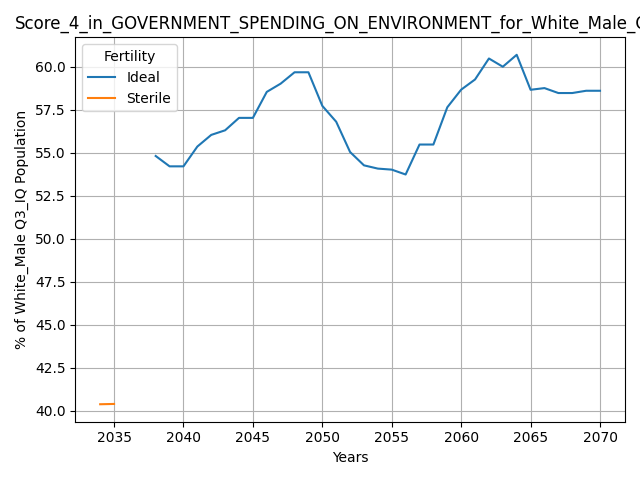 Score_4_in_GOVERNMENT_SPENDING_ON_ENVIRONMENT_for_White_Male_
Fertility
Ideal
Sterile
% of White_Male Q3_IQ Population
60.0
57.5
55.0
52.5
50.0
47.5
45.0
42.5
40.0
2035 2040 2045 2050 2055 2060 2065 2070
Years